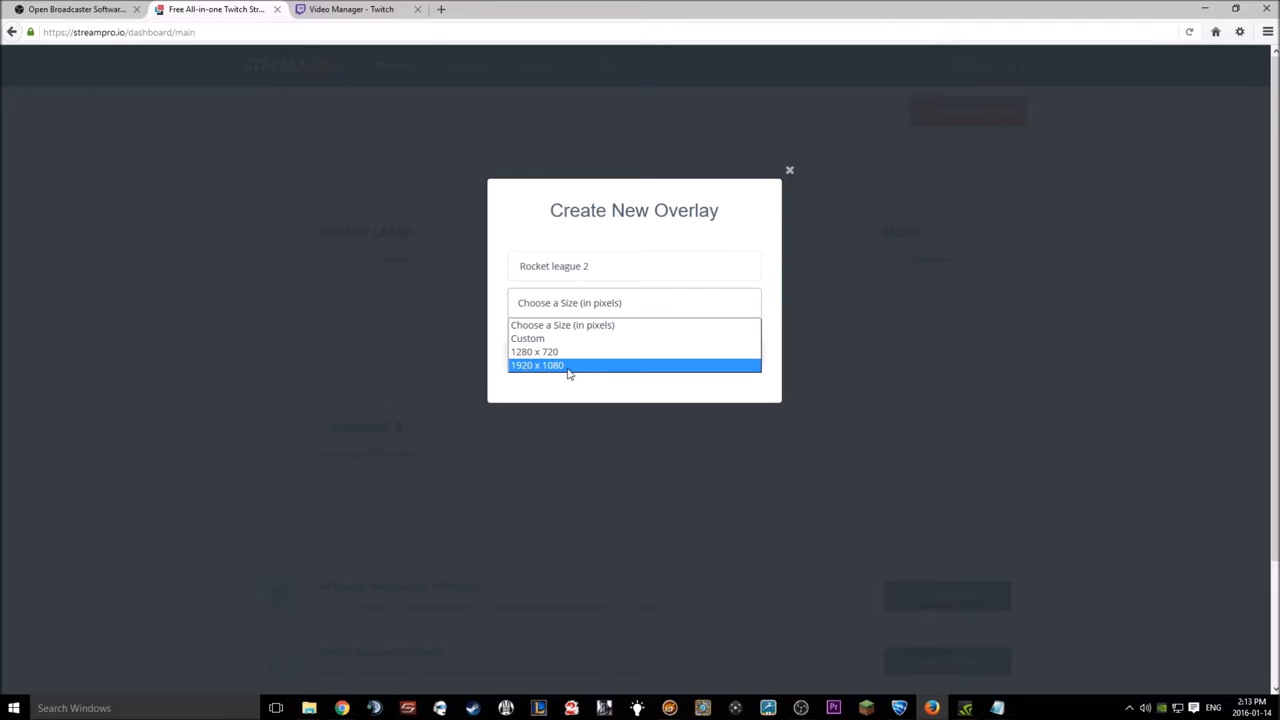 Open Broadcaster Softwar...
Free All-in-one Twitch Str...
Video Manager - Twitch
https://streampro.io/dashboard/main
Create New Overlay
Rocket league 2
Choose a Size (in pixels)
Choose a Size (in pixels)
Custom
1280 x 720
1920 x 1080
Search Windows
ENG
2:13 PM
2016-01-14